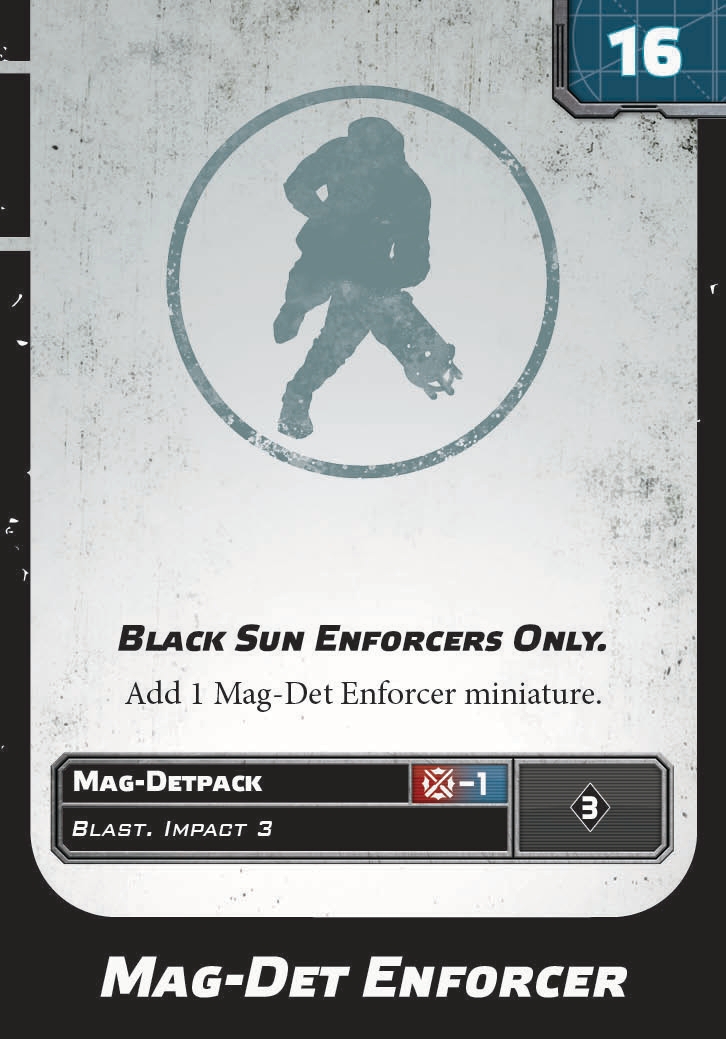 16
Black Sun Enforcers Only.
Add 1 Mag-Det Enforcer miniature.
Mag-Detpack
-1
Blast. Impact 3
3
Mag-Det Enforcer